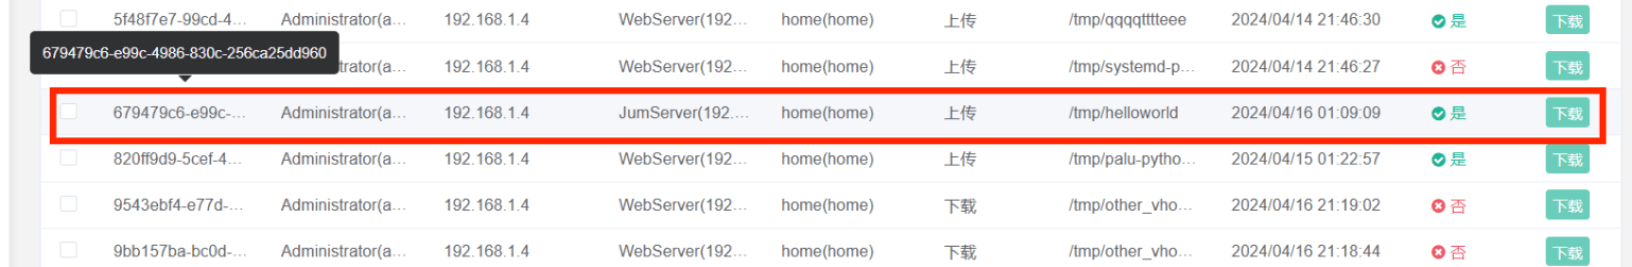 5f48f7e7-99cd-4... Administrator(a... 192.168.1.4 WebServer(192... home(home) 上传 /tmp/qqqqtttteee 2024/04/14 21:46:30 是 下载
679479c6-e99c-4986-830c-256ca25dd960
trator(a... 192.168.1.4 WebServer(192... home(home) 上传 /tmp/systemd-p... 2024/04/14 21:46:27 否 下载
679479c6-e99c-... Administrator(a... 192.168.1.4 JumServer(192.... home(home) 上传 /tmp/helloworld 2024/04/16 01:09:09 是 下载
820ff9d9-5cef-4... Administrator(a... 192.168.1.4 WebServer(192... home(home) 上传 /tmp/palu-pytho... 2024/04/15 01:22:57 是 下载
9543ebf4-e77d-... Administrator(a... 192.168.1.4 WebServer(192... home(home) 下载 /tmp/other_vho... 2024/04/16 21:19:02 否 下载
9bb157ba-bc0d-... Administrator(a... 192.168.1.4 WebServer(192... home(home) 下载 /tmp/other_vho... 2024/04/16 21:18:44 否 下载